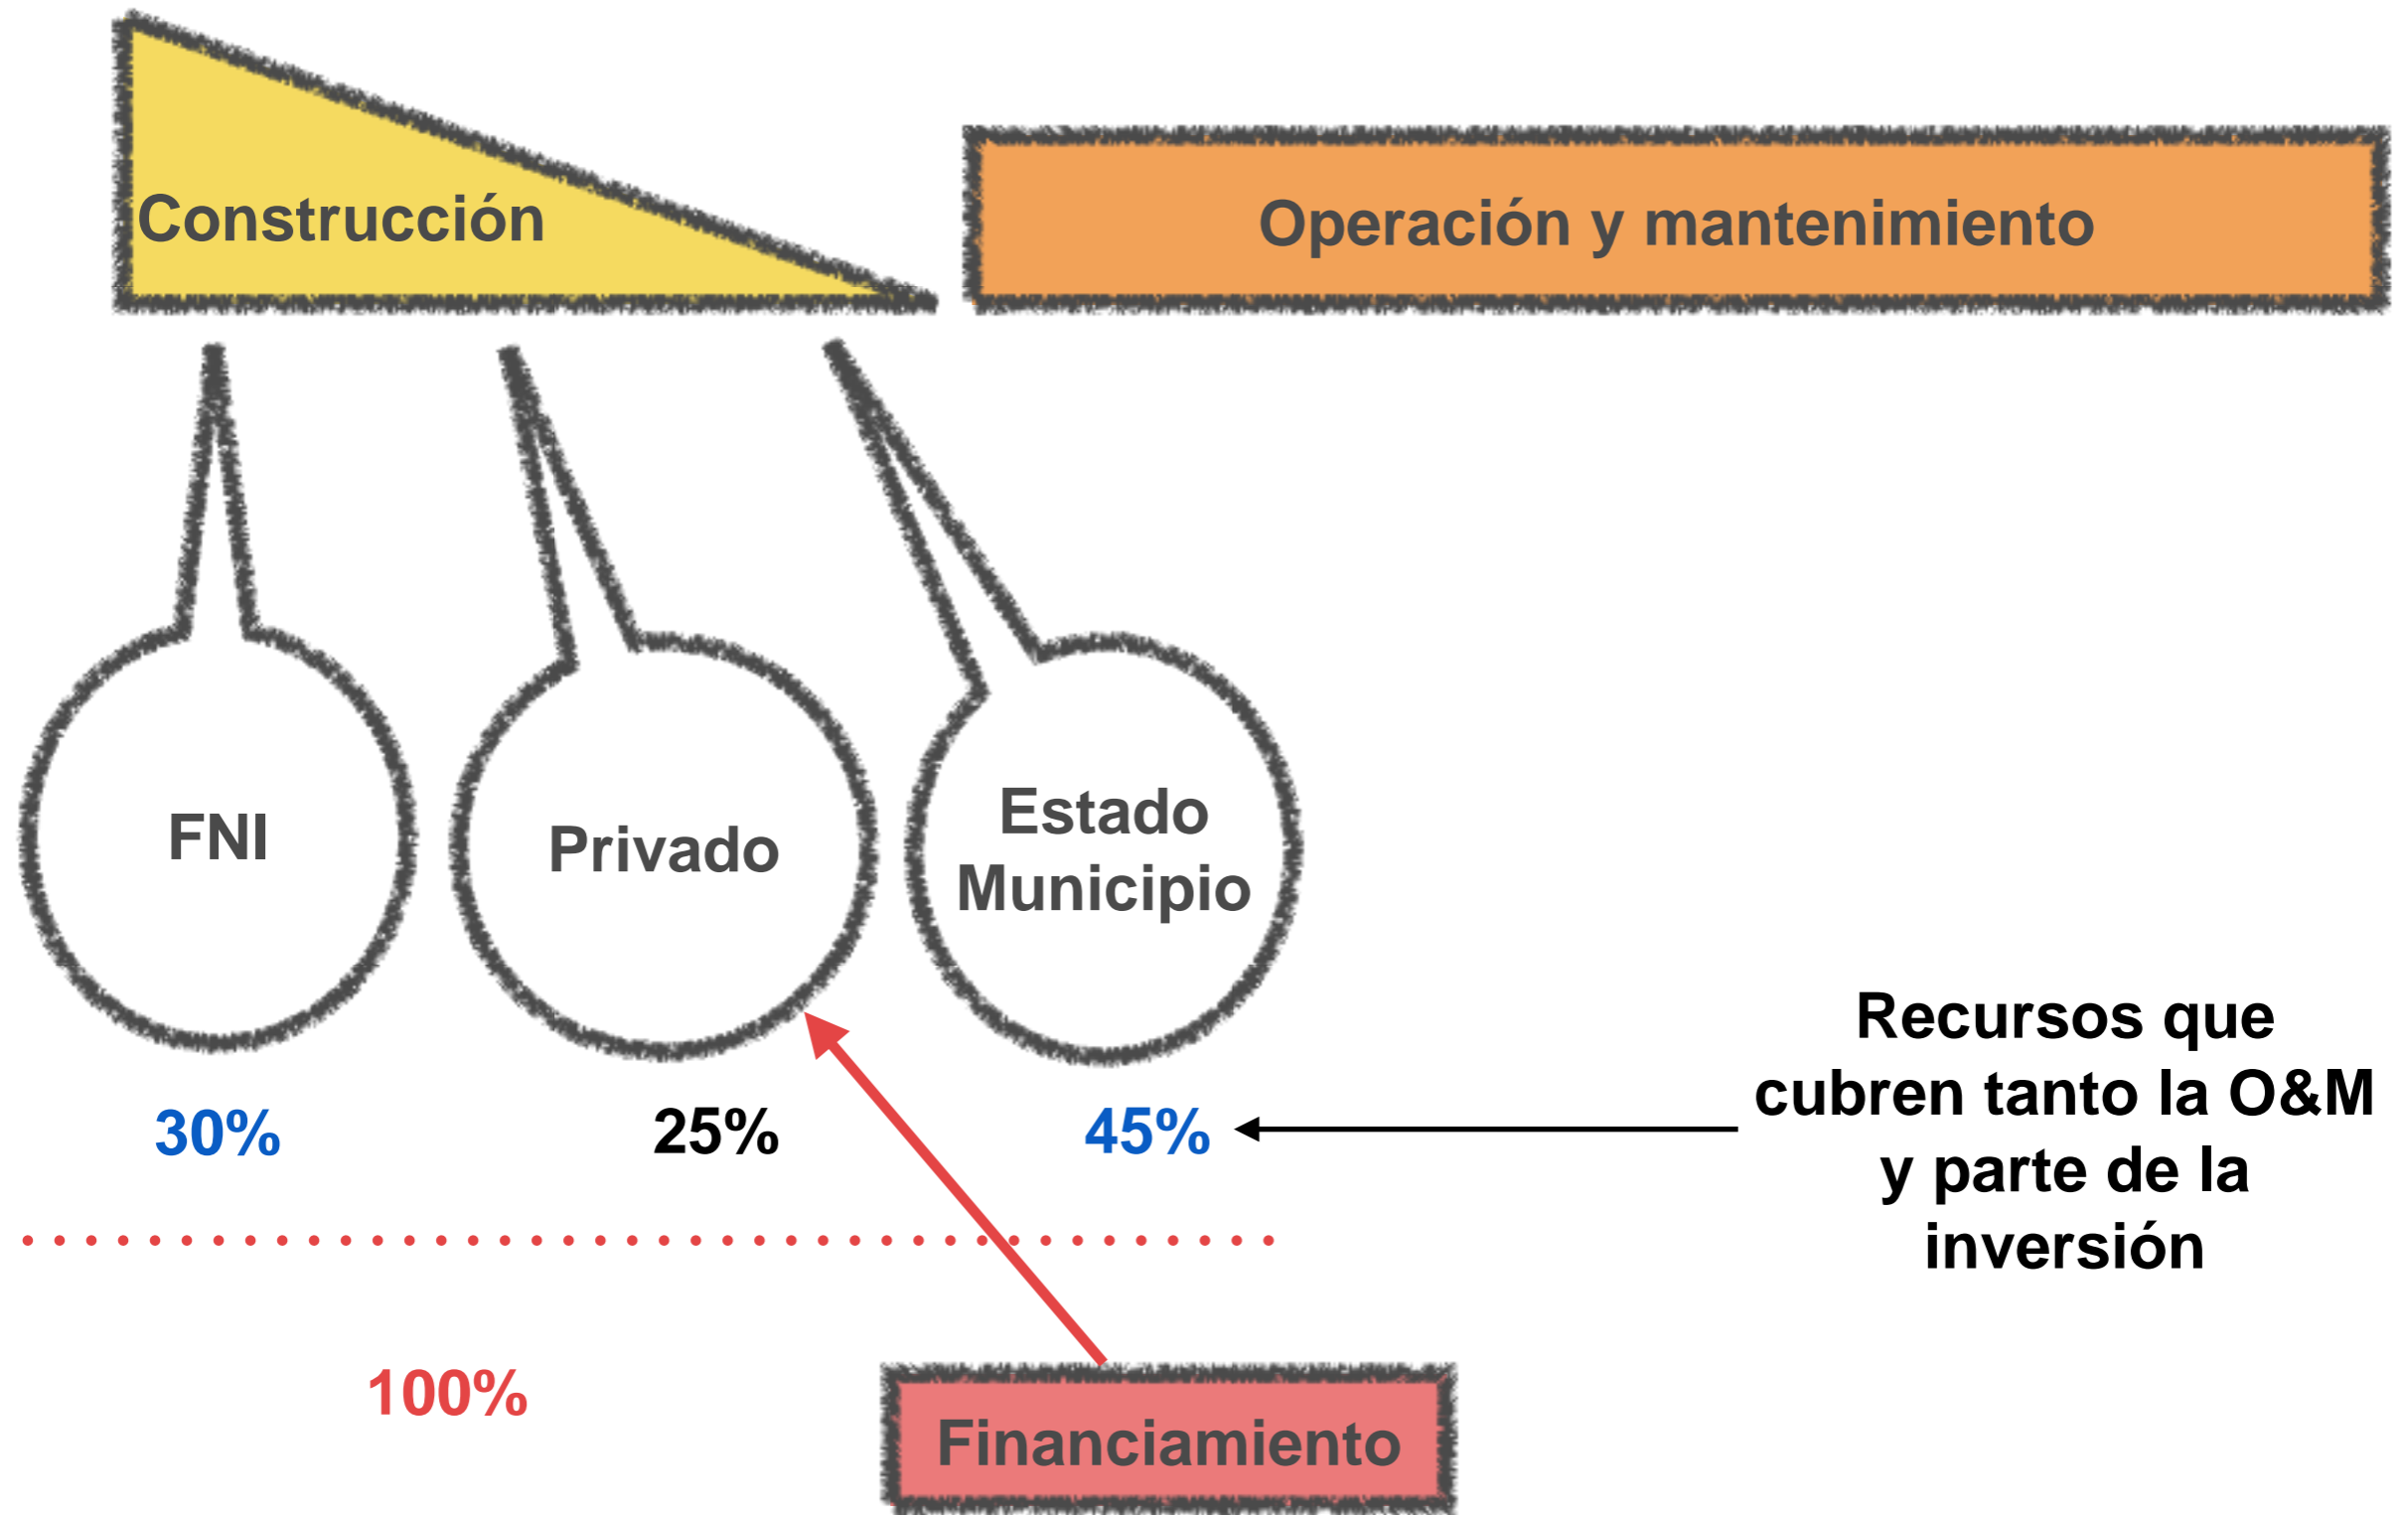 Construcción
Operación y mantenimiento
FNI
Privado
Estado
Municipio
30%
25%
45%
Recursos que
cubren tanto la O&M
y parte de la
inversión
100%
Financiamiento